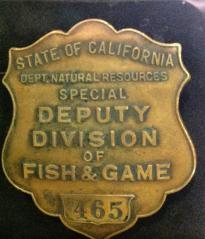 STATE OF CALIFORNIA
DEPT. NATURAL RESOURCES
SPECIAL
DEPUTY
DIVISION
OF
FISH & GAME
465